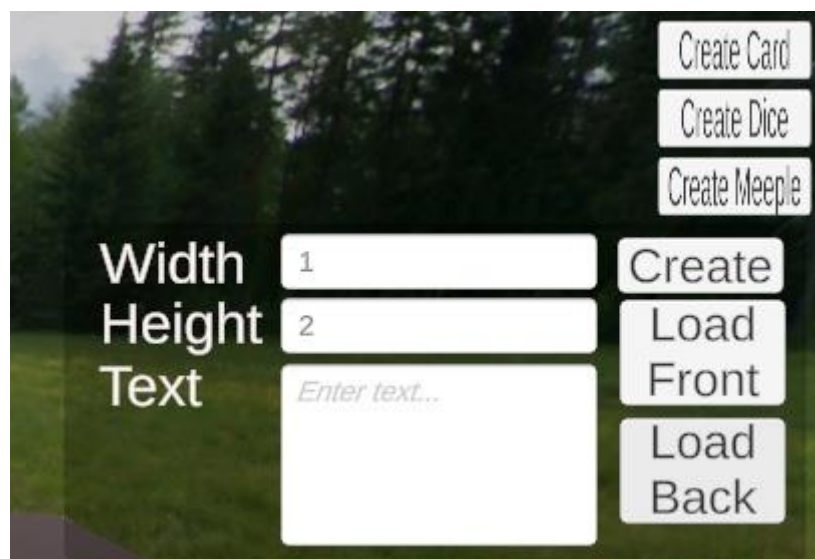 Create Card
Create Dice
Create Meeple
Width 1 Create
Height 2 Load
Front
Text Enter text...
Load
Back